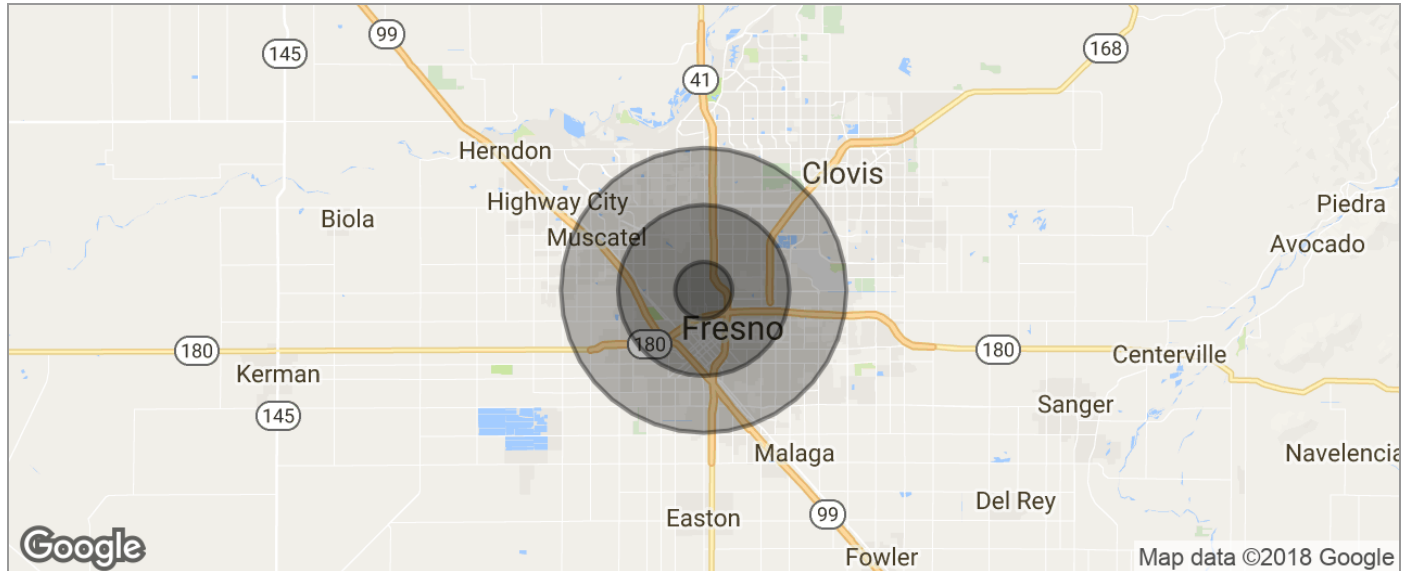 99
145
168
41
Herndon
Clovis
Highway City
Piedra
Biola
Muscatel
Avocado
Fresno
180
180
180
Centerville
Kerman
Sanger
145
Malaga
Navelencia
Del Rey
99
Easton
Google
Fowler
Map data ©2018 Google